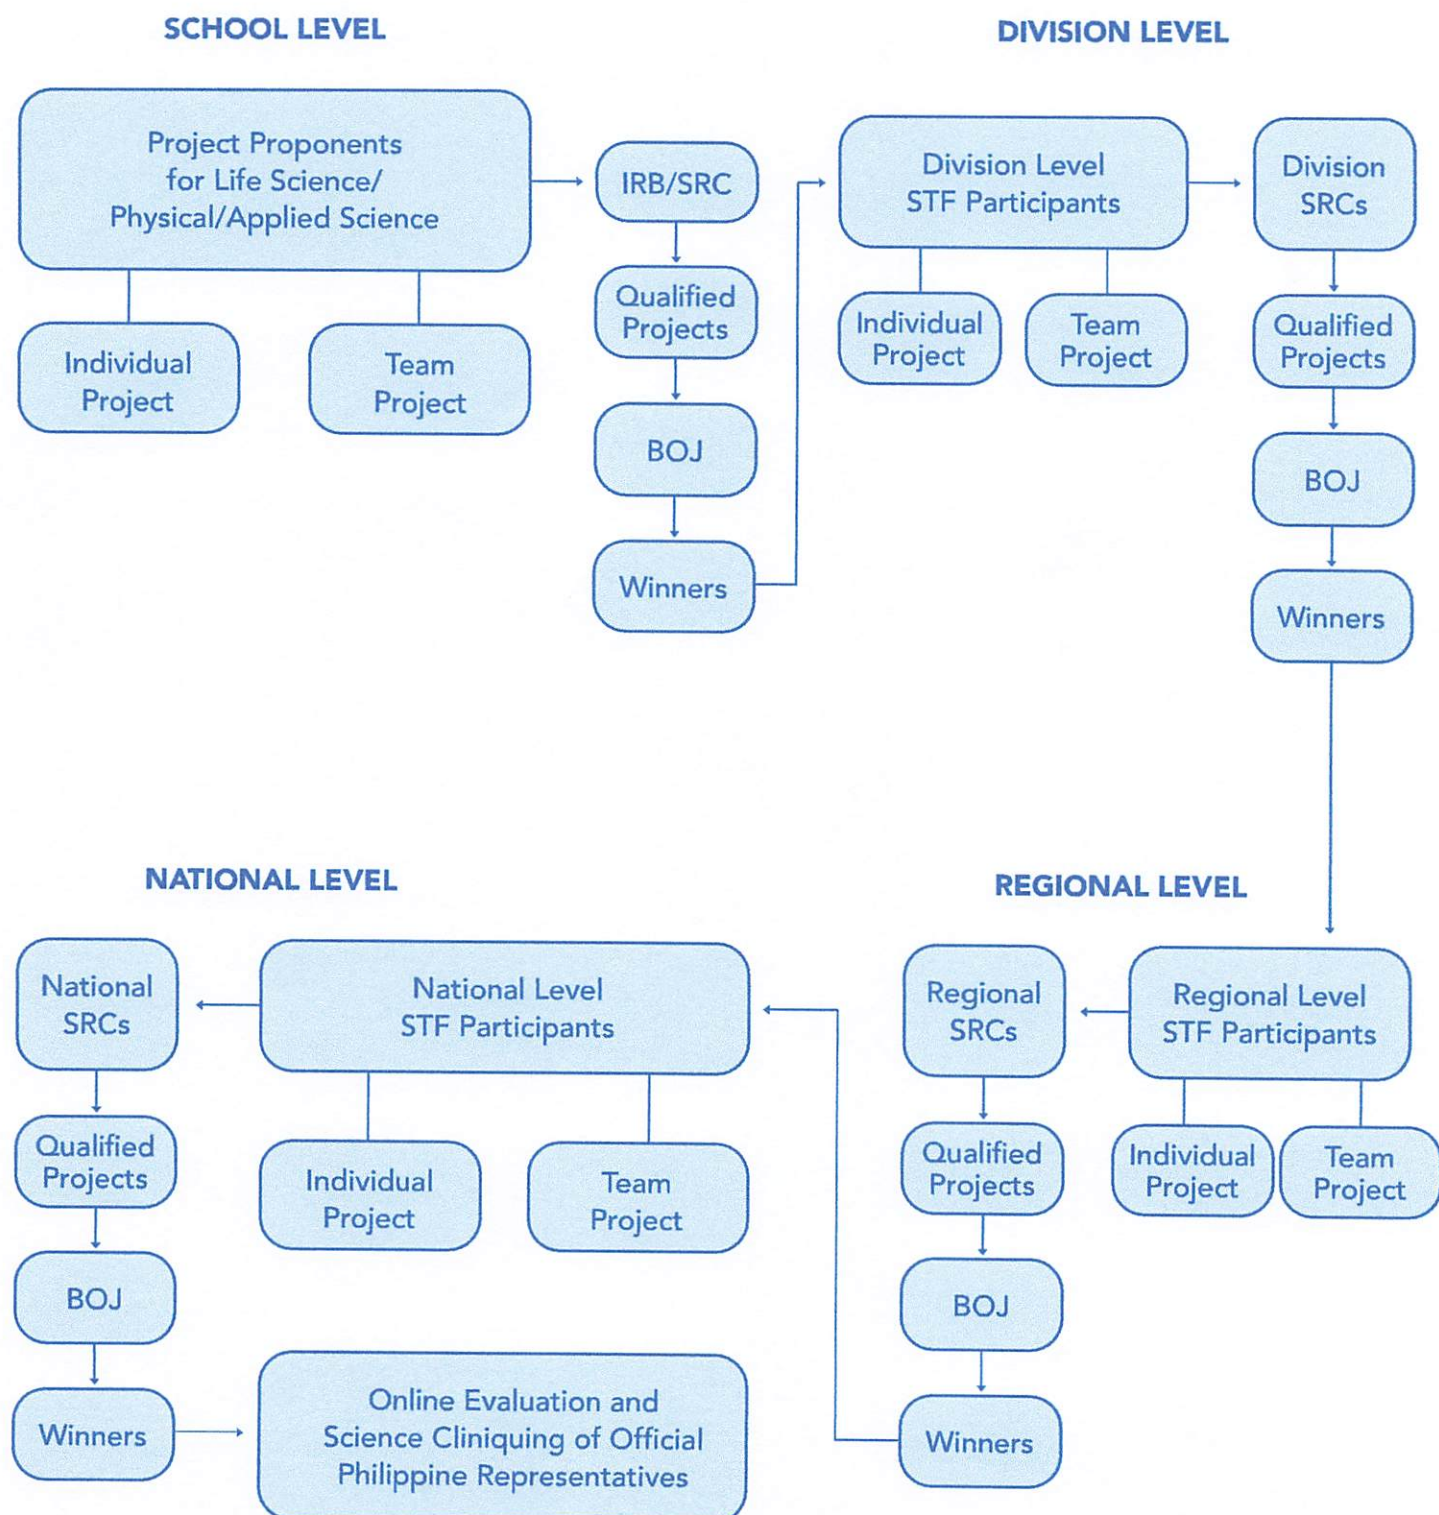 SCHOOL LEVEL
Project Proponents
for Life Science/
Physical/Applied Science
Individual
Project
Team
Project
IRB/SRC
Qualified
Projects
BOJ
Winners
DIVISION LEVEL
Division Level
STF Participants
Individual
Project
Team
Project
Division
SRCs
Qualified
Projects
BOJ
Winners
REGIONAL LEVEL
Regional Level
STF Participants
Individual
Project
Team
Project
Regional
SRCs
Qualified
Projects
BOJ
Winners
NATIONAL LEVEL
National Level
STF Participants
Individual
Project
Team
Project
National
SRCs
Qualified
Projects
BOJ
Winners
Online Evaluation and
Science Cliniquing of Official
Philippine Representatives